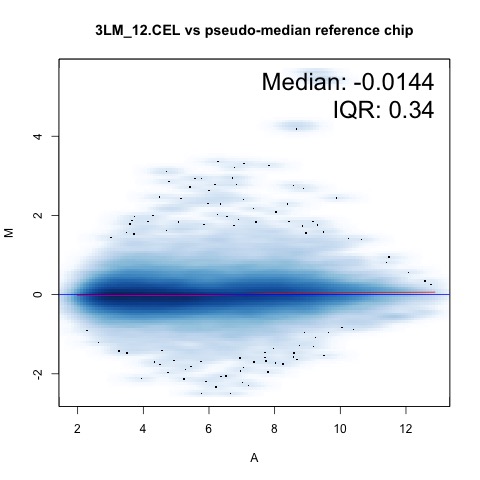 3LM_12.CEL vs pseudo-median reference chip
Median: -0.0144
IQR: 0.34
M
4
2
0
-2
2 4 6 8 10 12
A